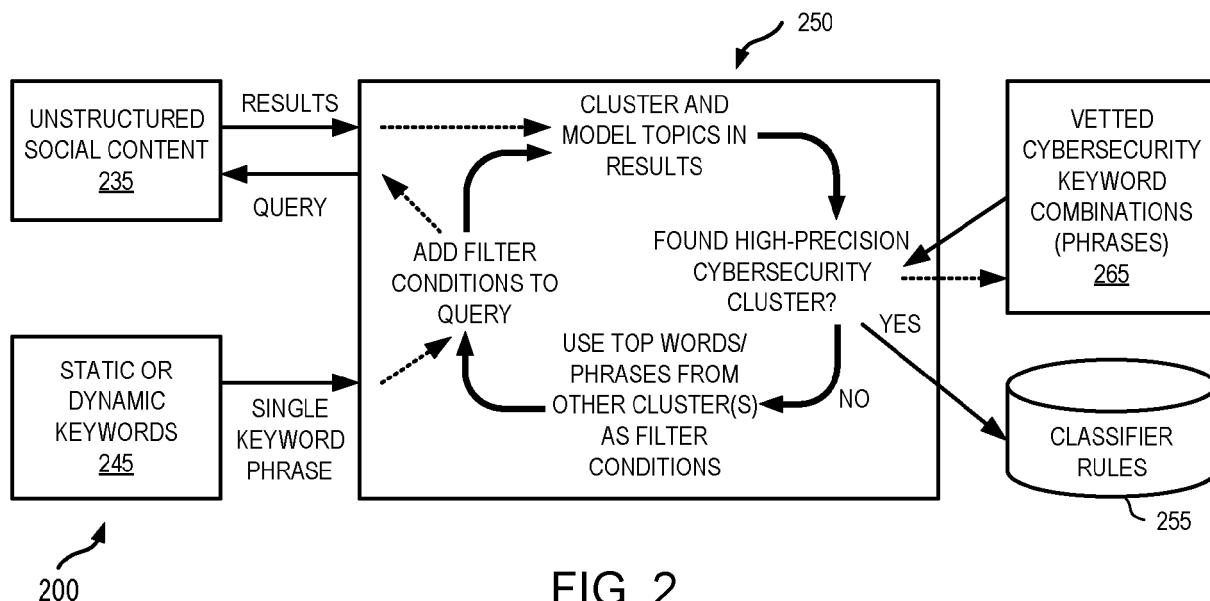 250
UNSTRUCTURED
SOCIAL CONTENT
235
RESULTS
QUERY
CLUSTER AND
MODEL TOPICS IN
RESULTS
VETTED
CYBERSECURITY
KEYWORD
COMBINATIONS
(PHRASES)
265
ADD FILTER
CONDITIONS TO
QUERY
FOUND HIGH-PRECISION
CYBERSECURITY
CLUSTER?
YES
NO
USE TOP WORDS/
PHRASES FROM
OTHER CLUSTER(S)
AS FILTER
CONDITIONS
STATIC OR
DYNAMIC
KEYWORDS
245
SINGLE
KEYWORD
PHRASE
CLASSIFIER
RULES
255
200
FIG. 2